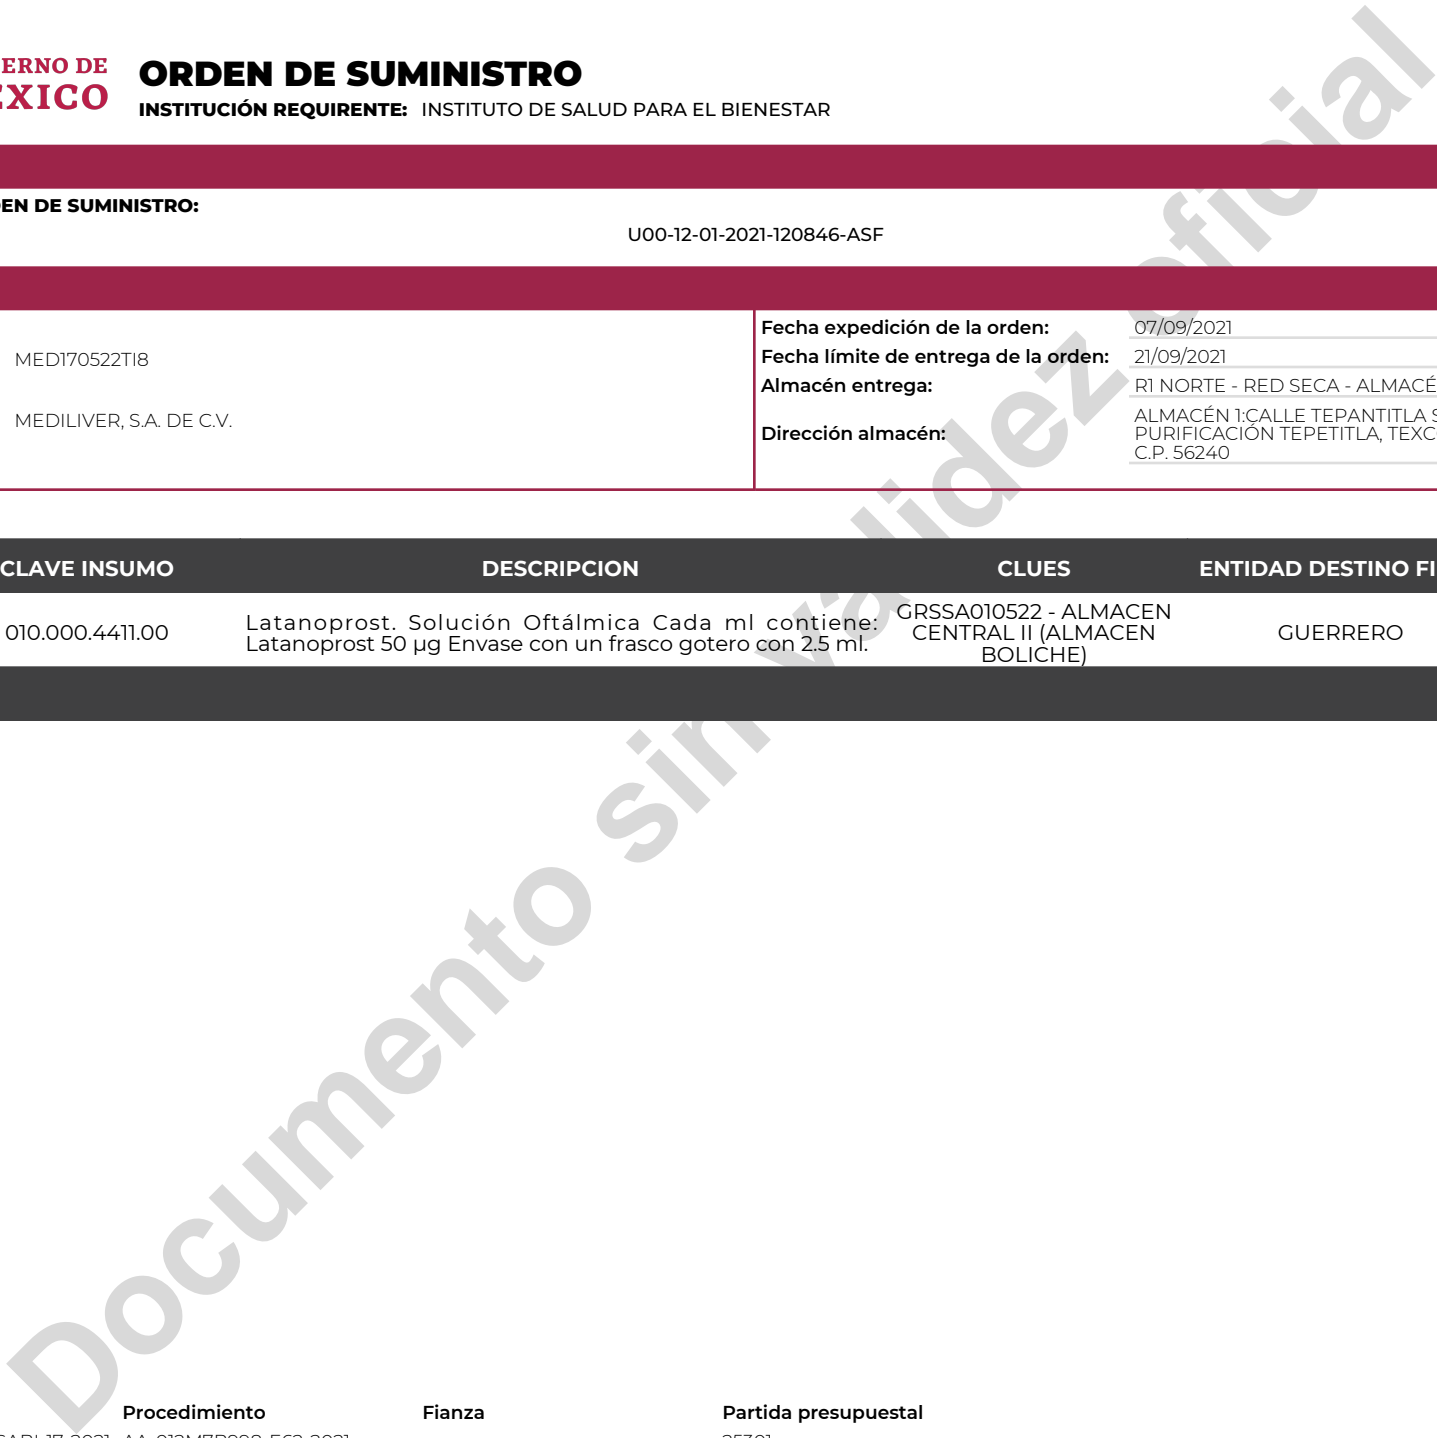 ERNO DE
ÉXICO
ORDEN DE SUMINISTRO
INSTITUCIÓN REQUIRENTE: INSTITUTO DE SALUD PARA EL BIENESTAR
EN DE SUMINISTRO:
U00-12-01-2021-120846-ASF
MED170522TI8
MEDILIVER, S.A. DE C.V.
Fecha expedición de la orden: 07/09/2021
Fecha límite de entrega de la orden: 21/09/2021
Almacén entrega: R1 NORTE - RED SECA - ALMACÉ
Dirección almacén: ALMACÉN 1:CALLE TEPANTITLA S
PURIFICACIÓN TEPETITLA, TEXC
C.P. 56240
CLAVE INSUMO DESCRIPCION CLUES ENTIDAD DESTINO FI
010.000.4411.00
Latanoprost. Solución Oftálmica Cada ml contiene:
Latanoprost 50 µg Envase con un frasco gotero con 2.5 ml.
GRSSA010522 - ALMACEN
CENTRAL II (ALMACEN
BOLICHE)
GUERRERO
Documento sin validez oficial
Procedimiento Fianza Partida presupuestal